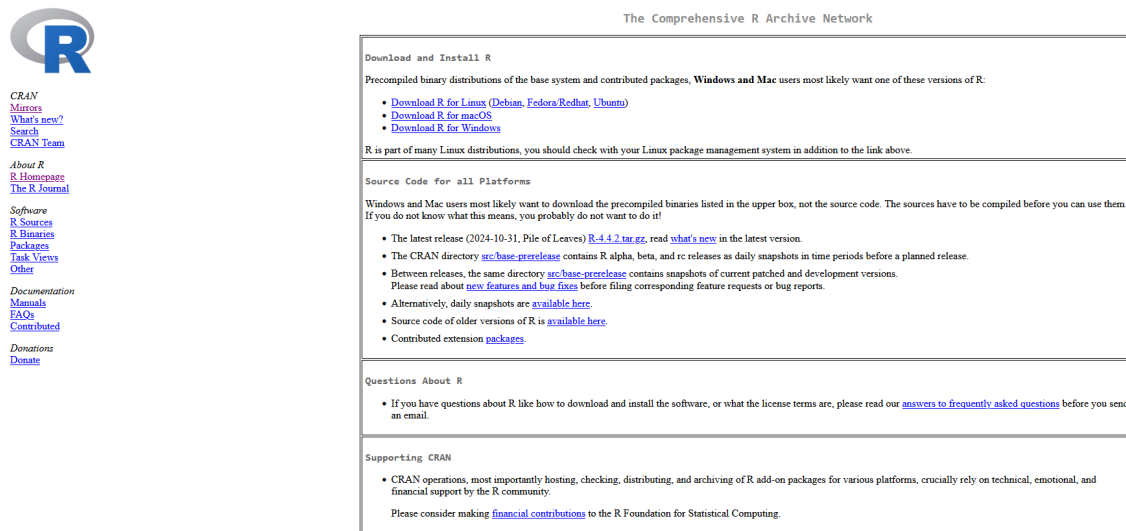 The Comprehensive R Archive Network
R
CRAN
Mirrors
What's new?
Search
CRAN Team
About R
R Homepage
The R Journal
Software
R Sources
R Binaries
Packages
Task Views
Other
Documentation
Manuals
FAQs
Contributed
Donations
Donate
Download and Install R
Precompiled binary distributions of the base system and contributed packages, Windows and Mac users most likely want one of these versions of R:
• Download R for Linux (Debian, Fedora/Redhat, Ubuntu)
• Download R for macOS
• Download R for Windows
R is part of many Linux distributions, you should check with your Linux package management system in addition to the link above.
Source Code for all Platforms
Windows and Mac users most likely want to download the precompiled binaries listed in the upper box, not the source code. The sources have to be compiled before you can use them.
If you do not know what this means, you probably do not want to do it!
• The latest release (2024-10-31, Pile of Leaves) R-4.4.2.tar.gz, read what's new in the latest version.
• The CRAN directory src/base-prerelease contains R alpha, beta, and rc releases as daily snapshots in time periods before a planned release.
• Between releases, the same directory src/base-prerelease contains snapshots of current patched and development versions.
Please read about new features and bug fixes before filing corresponding feature requests or bug reports.
• Alternatively, daily snapshots are available here.
• Source code of older versions of R is available here.
• Contributed extension packages.
Questions About R
• If you have questions about R like how to download and install the software, or what the license terms are, please read our answers to frequently asked questions before you send
an email.
Supporting CRAN
• CRAN operations, most importantly hosting, checking, distributing, and archiving of R add-on packages for various platforms, crucially rely on technical, emotional, and
financial support by the R community.
Please consider making financial contributions to the R Foundation for Statistical Computing.